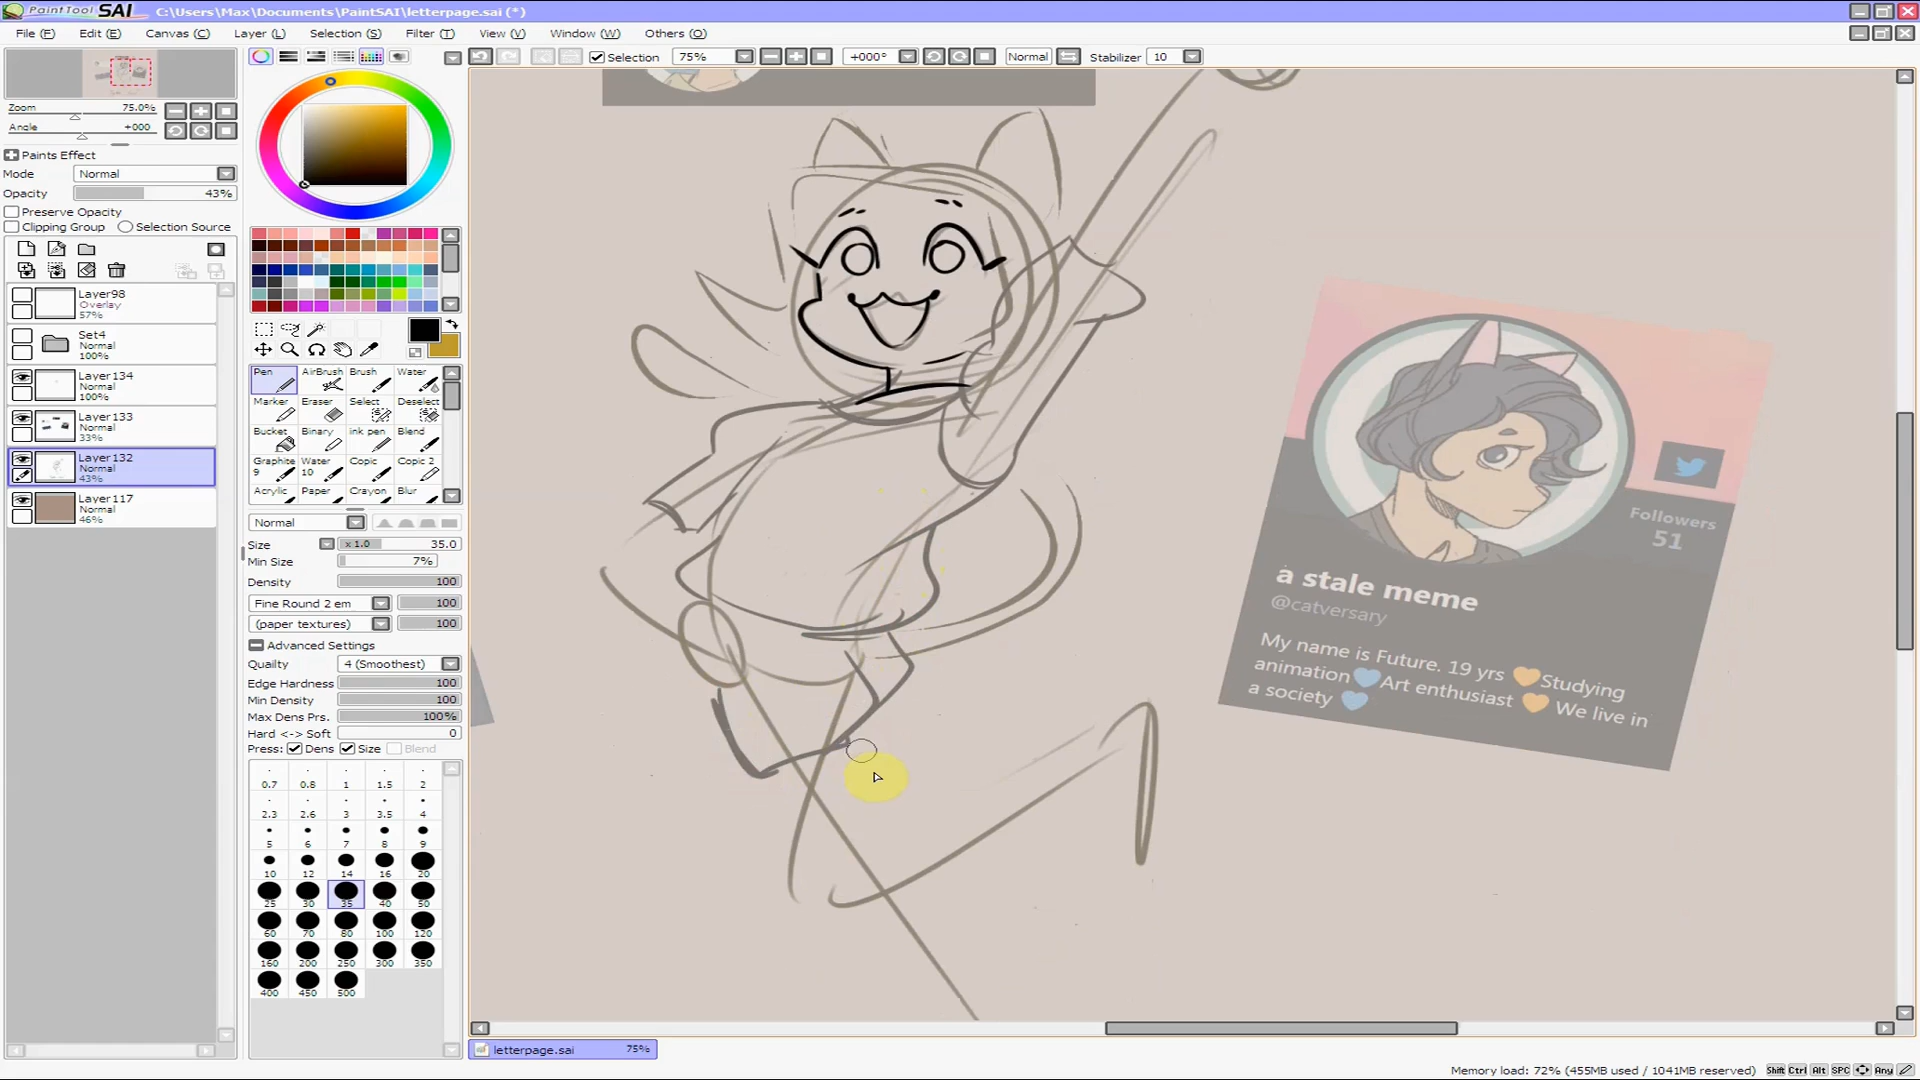 PaintTool SAI C:\Users\Max\Documents\PaintSAI\letterpage.sai (*)
File (F) Edit (E) Canvas (C) Layer (L) Selection (S) Filter (T) View (V) Window (W) Others (O)
Selection 75% +000° Normal Stabilizer 10
Zoom 75.0%
Angle +000
Paints Effect
Mode Normal
Opacity 43%
Preserve Opacity
Clipping Group Selection Source
Layer98
Overlay
57%
Set4
Normal
100%
Layer134
Normal
100%
Layer133
Normal
33%
Layer132
Normal
43%
Layer117
Normal
46%
Pen AirBrush Brush Water
Marker Eraser Select Deselect
Bucket Binary ink pen Blend
Graphite 9 Water 10 Copic Copic 2
Acrylic Paper Crayon Blur
Normal
Size x 1.0 35.0
Min Size 7%
Density 100
Fine Round 2 em 100
(paper textures) 100
Advanced Settings
Quailty 4 (Smoothest)
Edge Hardness 100
Min Density 100
Max Dens Prs. 100%
Hard <-> Soft 0
Press: Dens Size Blend
0.7 0.8 1 1.5 2
2.3 2.6 3 3.5 4
5 6 7 8 9
10 12 14 16 20
25 30 35 40 50
60 70 80 100 120
160 200 250 300 350
400 450 500
Followers
51
a stale meme
@catversary
My name is Future. 19 yrs 🧡Studying
animation💙Art enthusiast 🧡 We live in
a society 💙
letterpage.sai 75%
Memory load: 72% (455MB used / 1041MB reserved) Shift Ctrl Alt SPC Any